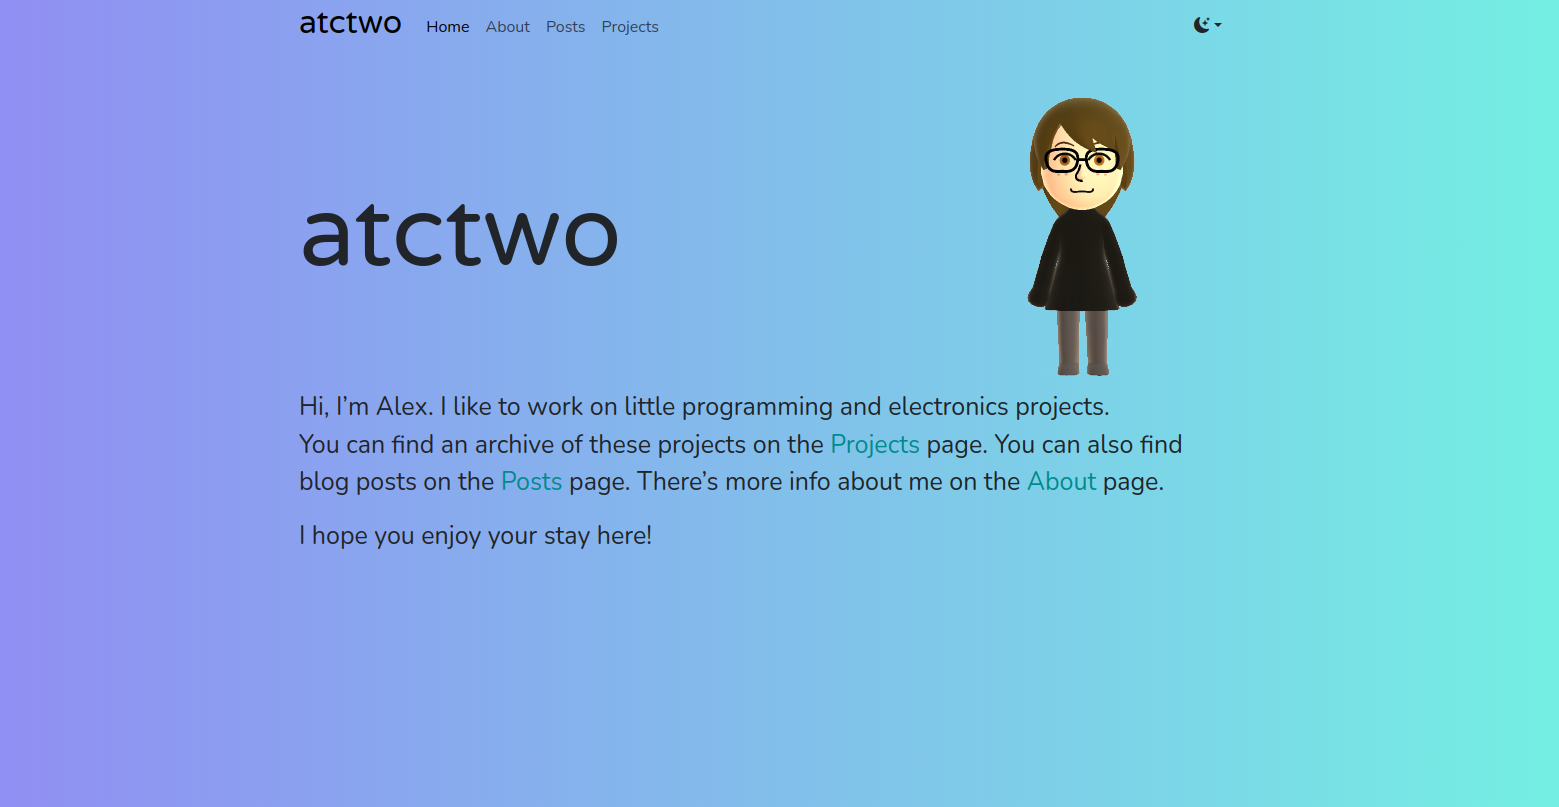 atctwo Home About Posts Projects
atctwo
Hi, I’m Alex. I like to work on little programming and electronics projects.
You can find an archive of these projects on the Projects page. You can also find
blog posts on the Posts page. There’s more info about me on the About page.
I hope you enjoy your stay here!